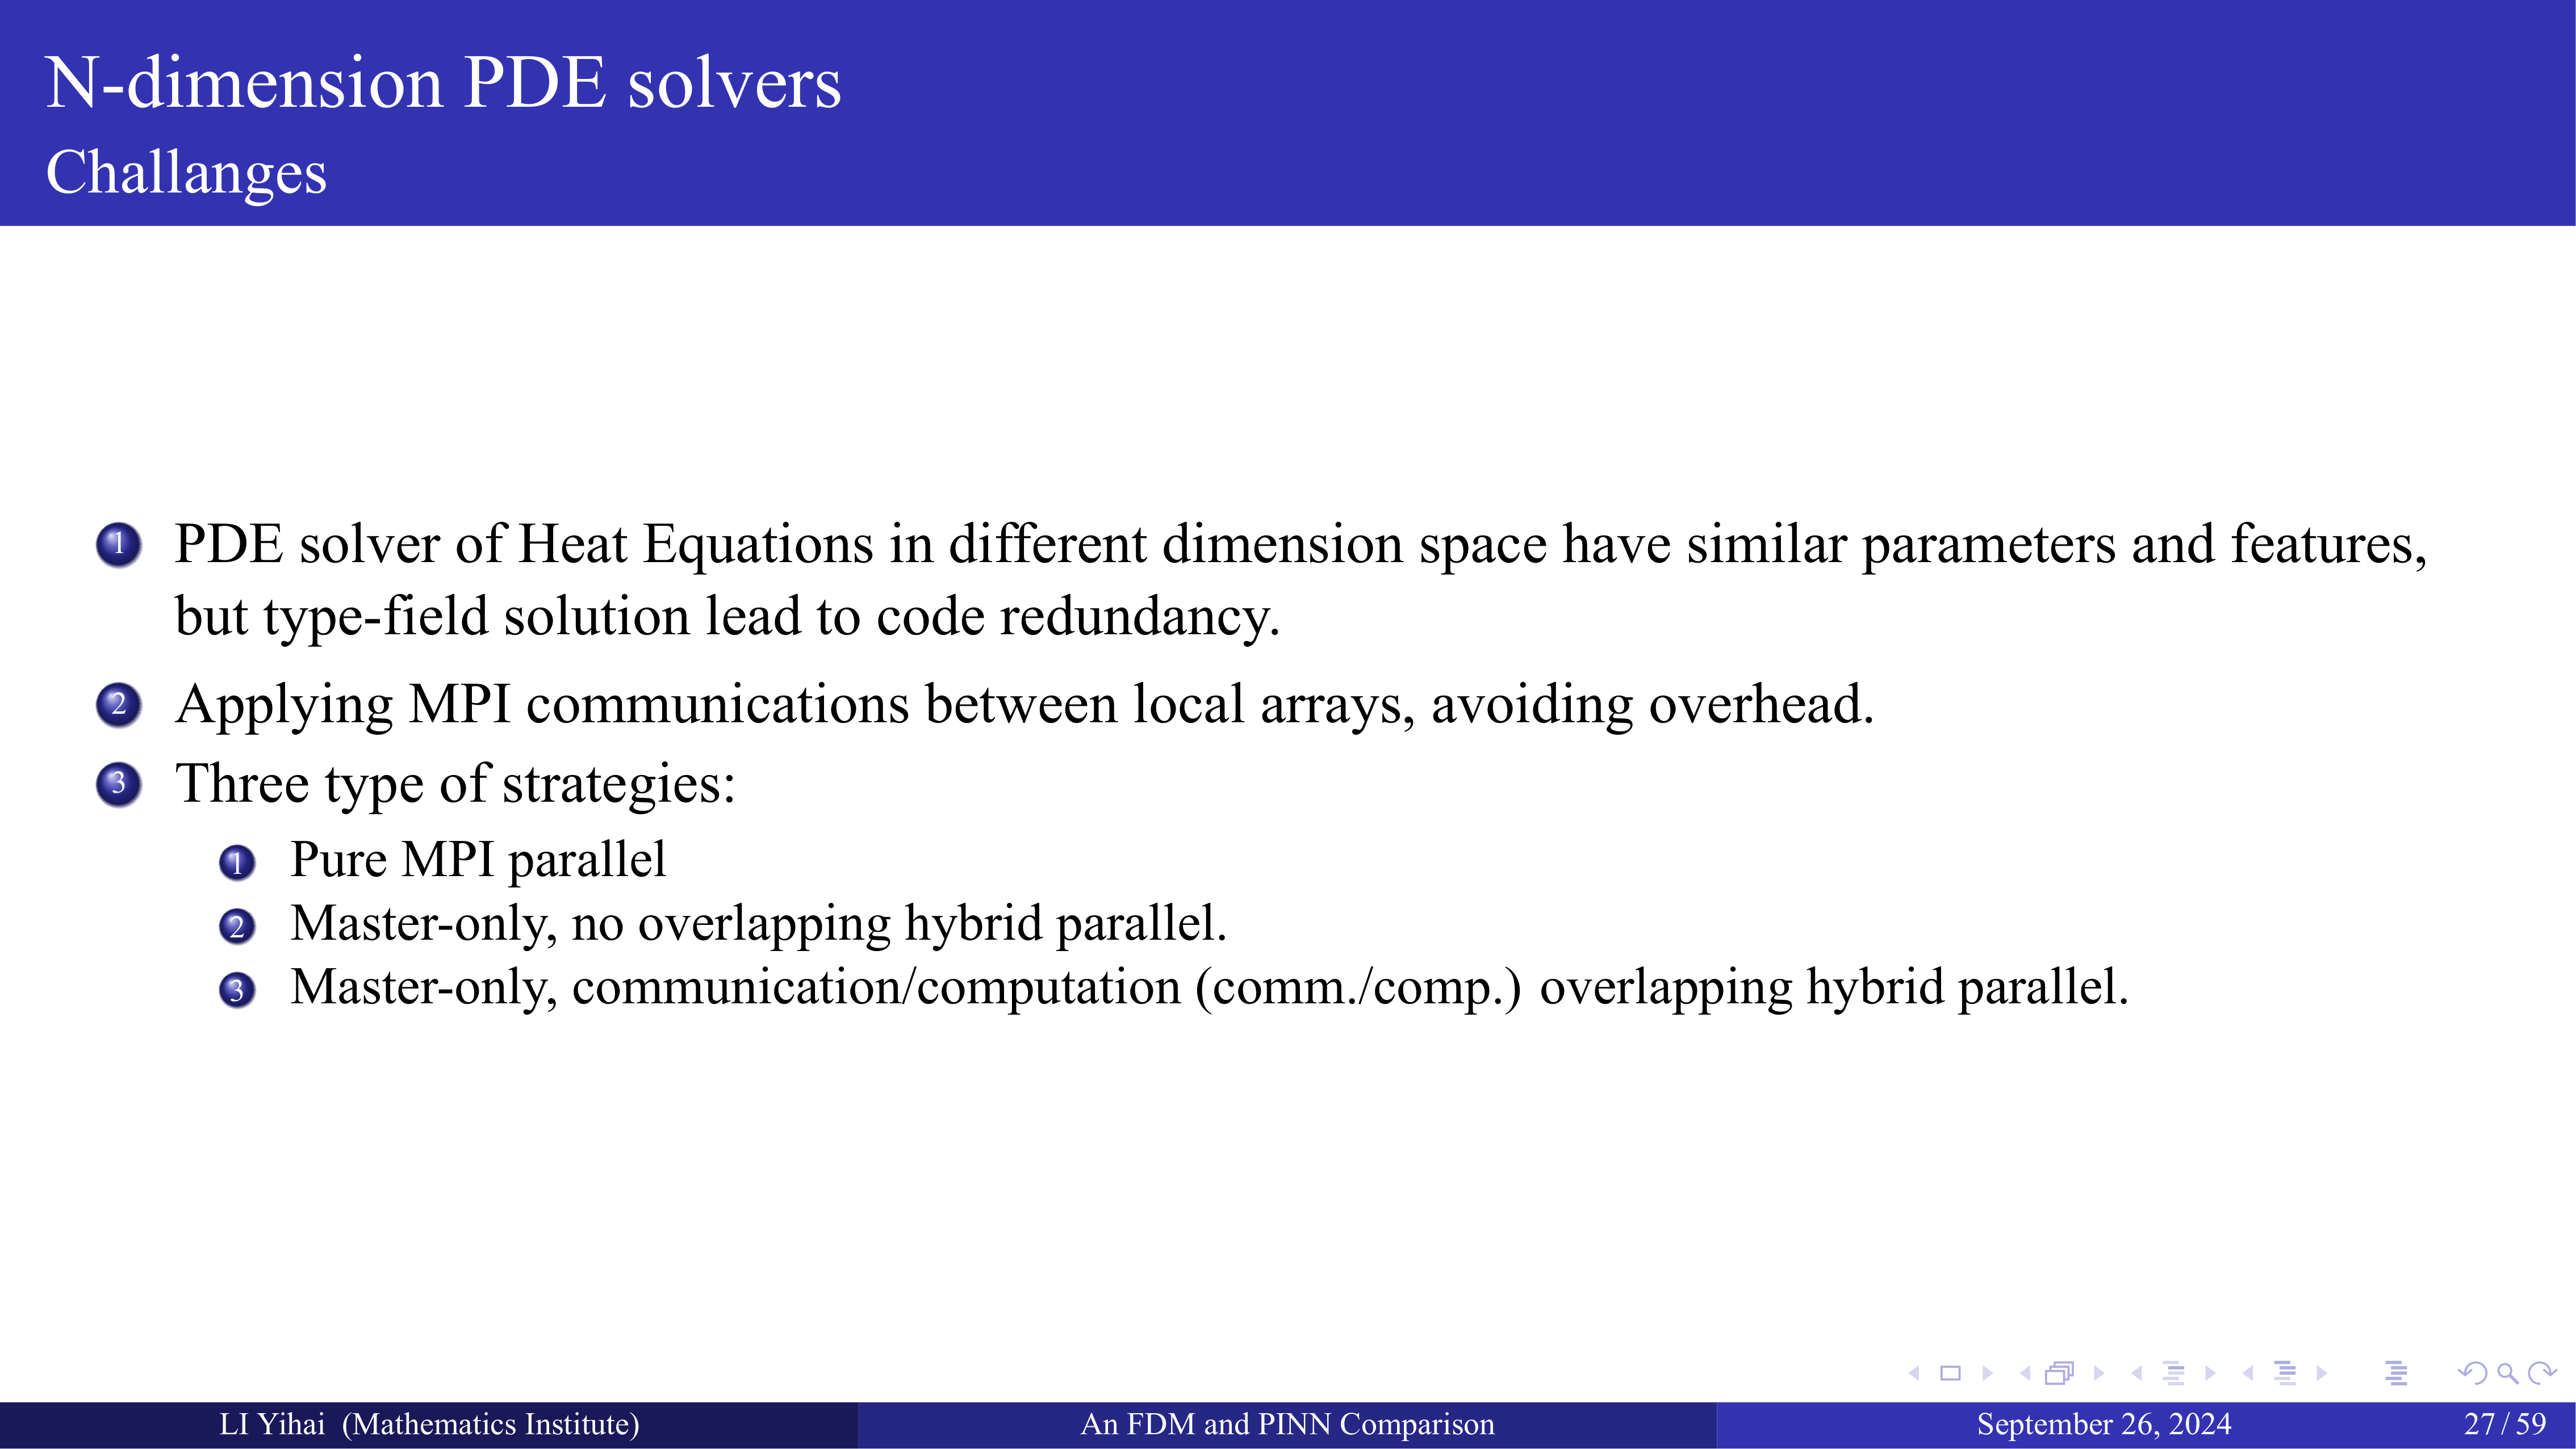 N-dimension PDE solvers
Challanges
1 PDE solver of Heat Equations in different dimension space have similar parameters and features,
but type-field solution lead to code redundancy.
2 Applying MPI communications between local arrays, avoiding overhead.
3 Three type of strategies:
1 Pure MPI parallel
2 Master-only, no overlapping hybrid parallel.
3 Master-only, communication/computation (comm./comp.) overlapping hybrid parallel.
LI Yihai (Mathematics Institute) An FDM and PINN Comparison September 26, 2024 27 / 59